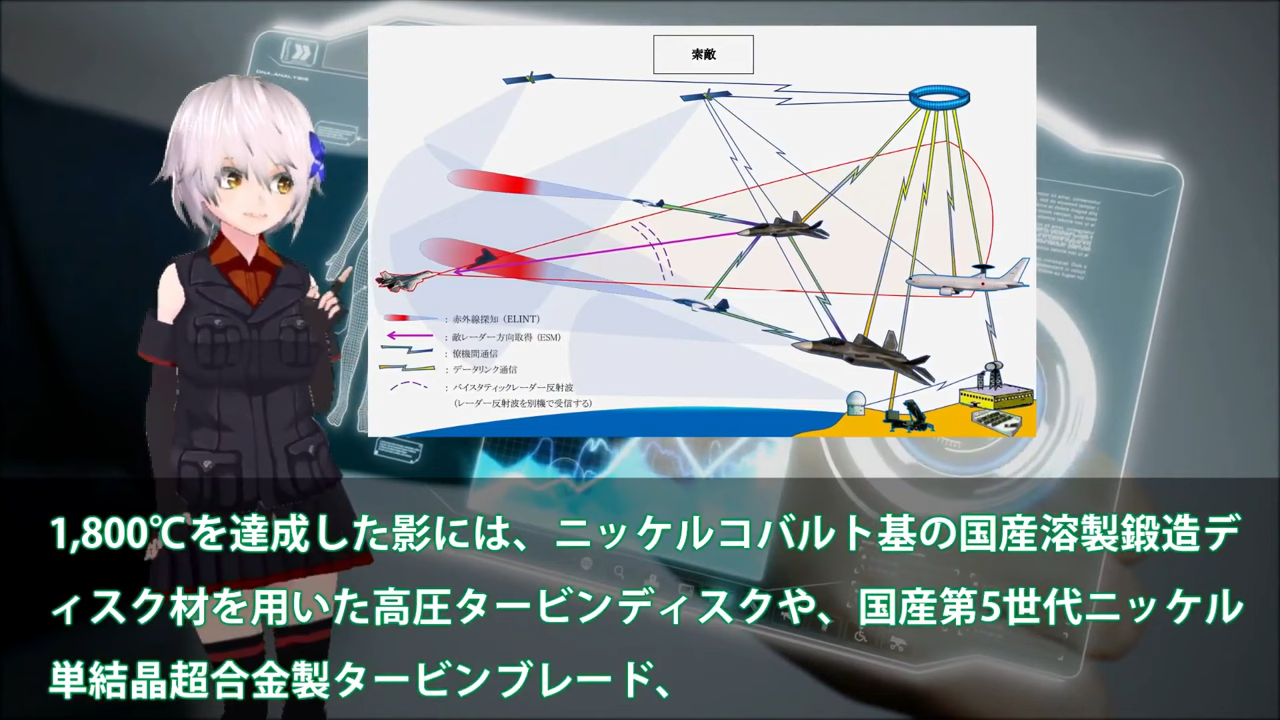 索敵
DNA_ANALYSIS
: 赤外線探知 (ELINT)
: 敵レーダー方向取得 (ESM)
: 僚機間通信
: データリンク通信
: バイスタティックレーダー反射波
(レーダー反射波を別機で受信する)
1,800℃を達成した影には、ニッケルコバルト基の国産溶製鍛造デ
ィスク材を用いた高圧タービンディスクや、国産第5世代ニッケル
単結晶超合金製タービンブレード、